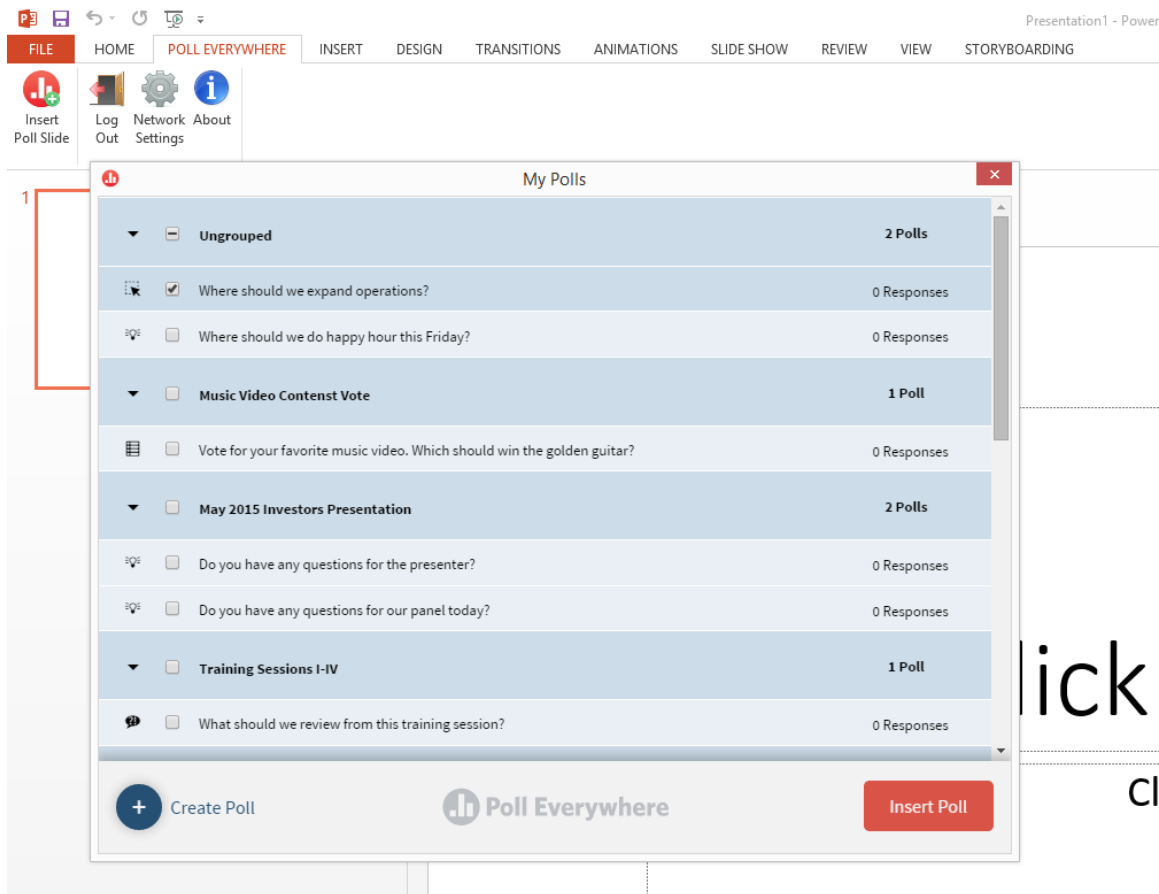 Presentation1 - Power
FILE HOME POLL EVERYWHERE INSERT DESIGN TRANSITIONS ANIMATIONS SLIDE SHOW REVIEW VIEW STORYBOARDING
Insert Poll Slide
Log Out
Network Settings
About
1
My Polls
Ungrouped 2 Polls
Where should we expand operations? 0 Responses
Where should we do happy hour this Friday? 0 Responses
Music Video Contenst Vote 1 Poll
Vote for your favorite music video. Which should win the golden guitar? 0 Responses
May 2015 Investors Presentation 2 Polls
Do you have any questions for the presenter? 0 Responses
Do you have any questions for our panel today? 0 Responses
Training Sessions I-IV 1 Poll
What should we review from this training session? 0 Responses
lick
Cl
+ Create Poll
Poll Everywhere
Insert Poll